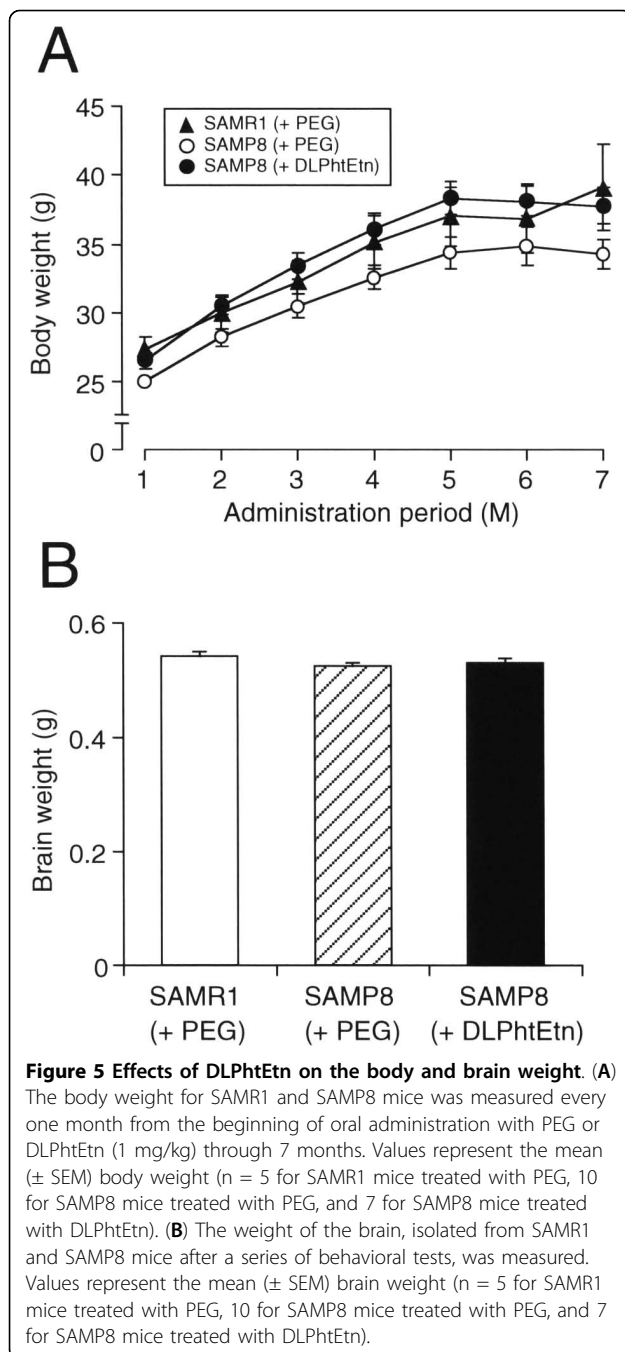 A
45
40
35
30
25
0
Body weight (g)
▲ SAMR1 (+ PEG)
○ SAMP8 (+ PEG)
● SAMP8 (+ DLPhtEtn)
1 2 3 4 5 6 7
Administration period (M)
B
0.6
0.4
0.2
0
Brain weight (g)
SAMR1 SAMP8 SAMP8
(+ PEG) (+ PEG) (+ DLPhtEtn)
Figure 5 Effects of DLPhtEtn on the body and brain weight. (A)
The body weight for SAMR1 and SAMP8 mice was measured every
one month from the beginning of oral administration with PEG or
DLPhtEtn (1 mg/kg) through 7 months. Values represent the mean
(± SEM) body weight (n = 5 for SAMR1 mice treated with PEG, 10
for SAMP8 mice treated with PEG, and 7 for SAMP8 mice treated
with DLPhtEtn). (B) The weight of the brain, isolated from SAMR1
and SAMP8 mice after a series of behavioral tests, was measured.
Values represent the mean (± SEM) brain weight (n = 5 for SAMR1
mice treated with PEG, 10 for SAMP8 mice treated with PEG, and 7
for SAMP8 mice treated with DLPhtEtn).